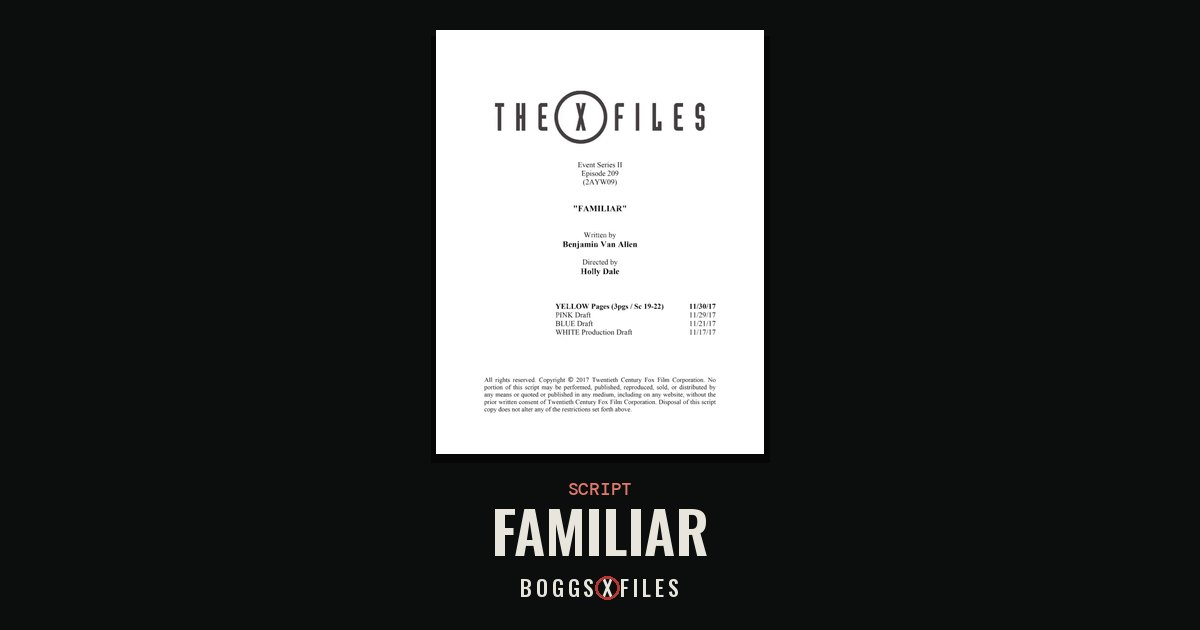 THE X FILES
Event Series II
Episode 209
(2AYW09)
"FAMILIAR"
Written by
Benjamin Van Allen
Directed by
Holly Dale
YELLOW Pages (3pgs / Sc 19-22) 11/30/17
PINK Draft 11/29/17
BLUE Draft 11/21/17
WHITE Production Draft 11/17/17
All rights reserved. Copyright © 2017 Twentieth Century Fox Film Corporation. No
portion of this script may be performed, published, reproduced, sold, or distributed by
any means or quoted or published in any medium, including on any website, without the
prior written consent of Twentieth Century Fox Film Corporation. Disposal of this script
copy does not alter any of the restrictions set forth above.
SCRIPT
FAMILIAR
BOGGSXFILES